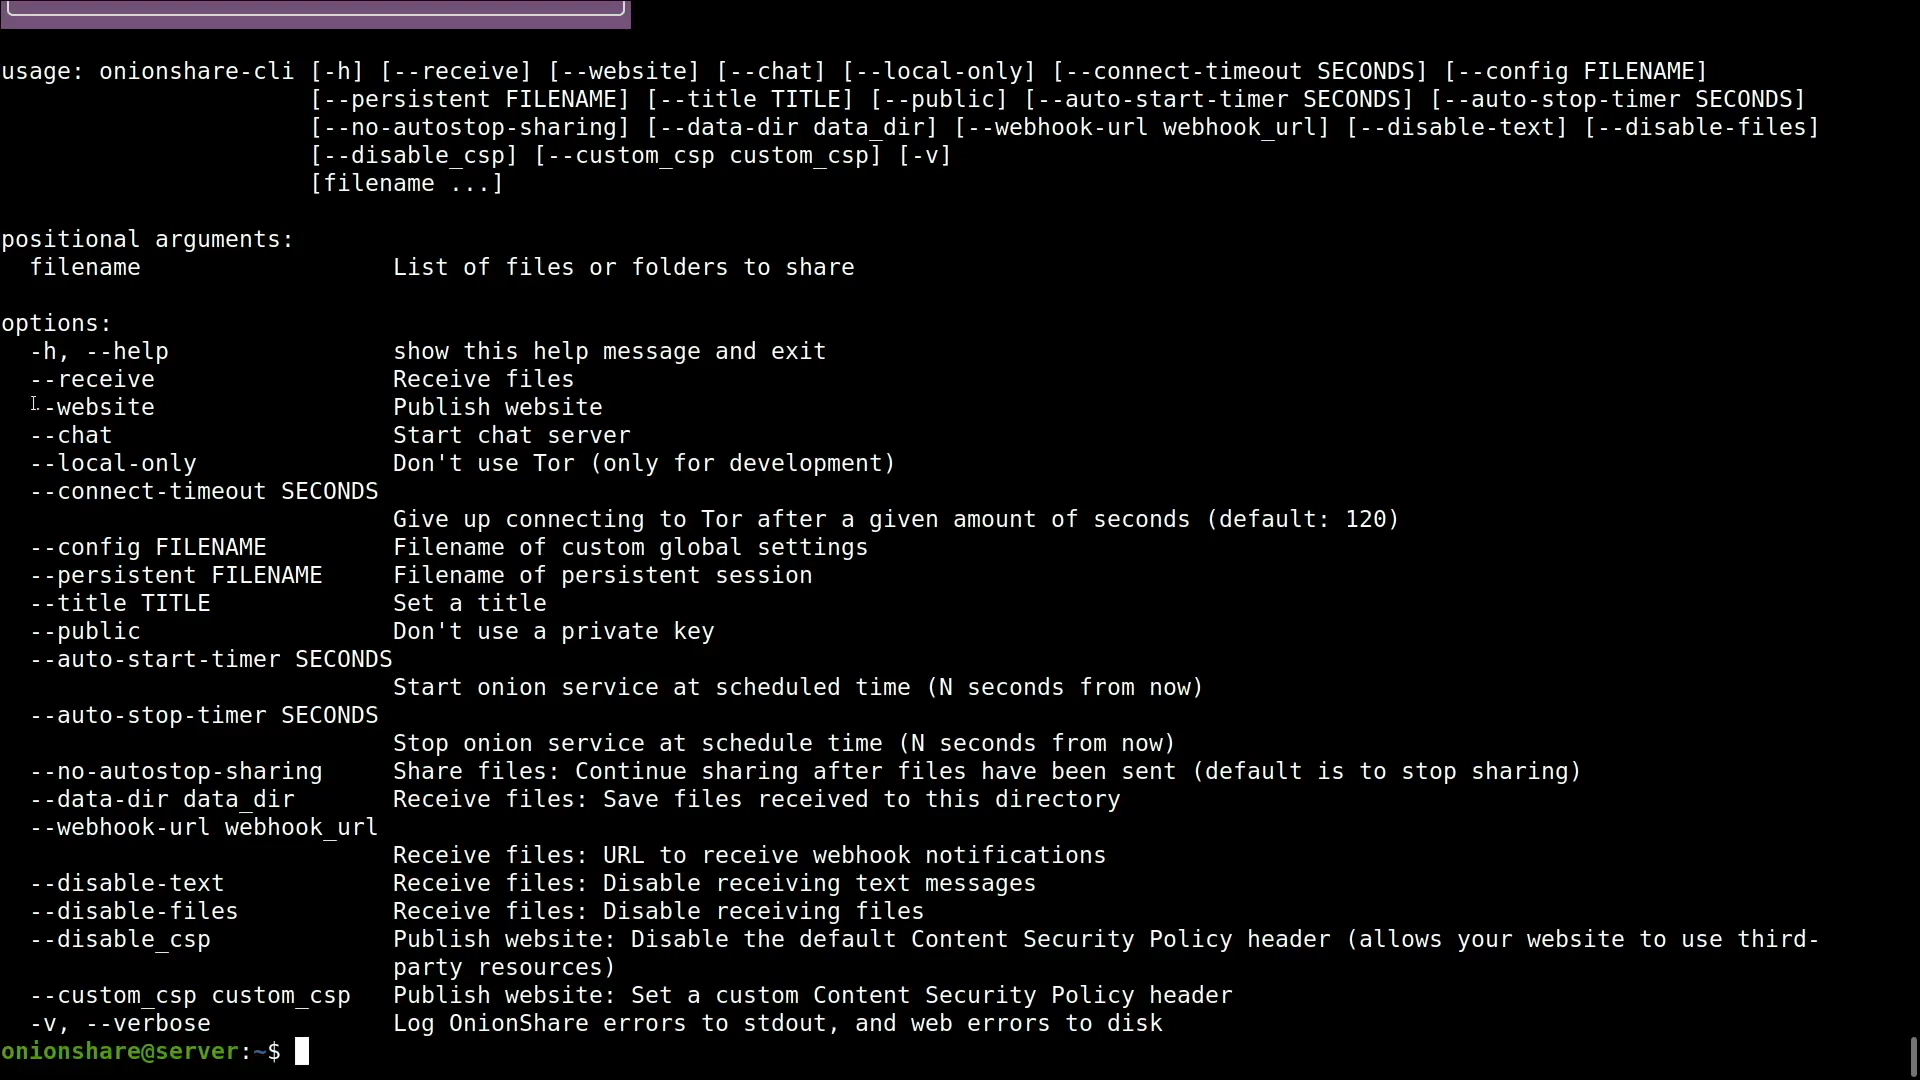 usage: onionshare-cli [-h] [--receive] [--website] [--chat] [--local-only] [--connect-timeout SECONDS] [--config FILENAME]
[--persistent FILENAME] [--title TITLE] [--public] [--auto-start-timer SECONDS] [--auto-stop-timer SECONDS]
[--no-autostop-sharing] [--data-dir data_dir] [--webhook-url webhook_url] [--disable-text] [--disable-files]
[--disable_csp] [--custom_csp custom_csp] [-v]
[filename ...]
positional arguments:
filename List of files or folders to share
options:
-h, --help show this help message and exit
--receive Receive files
--website Publish website
--chat Start chat server
--local-only Don't use Tor (only for development)
--connect-timeout SECONDS
Give up connecting to Tor after a given amount of seconds (default: 120)
--config FILENAME Filename of custom global settings
--persistent FILENAME Filename of persistent session
--title TITLE Set a title
--public Don't use a private key
--auto-start-timer SECONDS
Start onion service at scheduled time (N seconds from now)
--auto-stop-timer SECONDS
Stop onion service at schedule time (N seconds from now)
--no-autostop-sharing Share files: Continue sharing after files have been sent (default is to stop sharing)
--data-dir data_dir Receive files: Save files received to this directory
--webhook-url webhook_url
Receive files: URL to receive webhook notifications
--disable-text Receive files: Disable receiving text messages
--disable-files Receive files: Disable receiving files
--disable_csp Publish website: Disable the default Content Security Policy header (allows your website to use third-
party resources)
--custom_csp custom_csp Publish website: Set a custom Content Security Policy header
-v, --verbose Log OnionShare errors to stdout, and web errors to disk
onionshare@server:~$